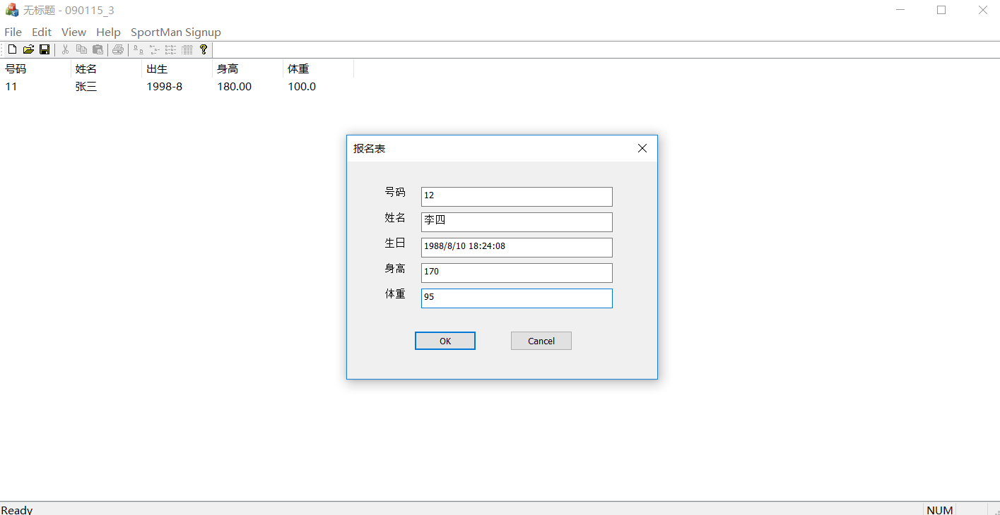 无标题 - 090115_3
File Edit View Help SportMan Signup
号码 姓名 出生 身高 体重
11 张三 1998-8 180.00 100.0
报名表
号码 12
姓名 李四
生日 1988/8/10 18:24:08
身高 170
体重 95
OK Cancel
Ready NUM